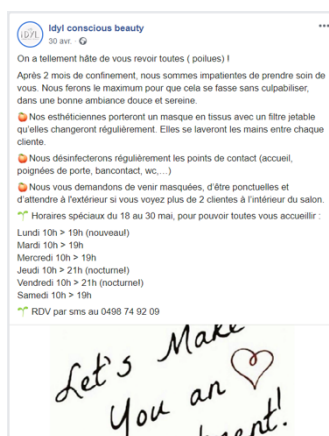 IDYL
Idyl conscious beauty
30 avr. ·
On a tellement hâte de vous revoir toutes ( poilues) !
Après 2 mois de confinement, nous sommes impatientes de prendre soin de
vous. Nous ferons le maximum pour que cela se fasse sans culpabiliser,
dans une bonne ambiance douce et sereine.
Nos esthéticiennes porteront un masque en tissus avec un filtre jetable
qu'elles changeront régulièrement. Elles se laveront les mains entre chaque
cliente.
Nous désinfecterons régulièrement les points de contact (accueil,
poignées de porte, bancontact, wc,...)
Nous vous demandons de venir masquées, d'être ponctuelles et
d'attendre à l'extérieur si vous voyez plus de 2 clientes à l'intérieur du salon.
Horaires spéciaux du 18 au 30 mai, pour pouvoir toutes vous accueillir :
Lundi 10h > 19h (nouveau!)
Mardi 10h > 19h
Mercredi 10h > 19h
Jeudi 10h > 21h (nocturne!)
Vendredi 10h > 21h (nocturne!)
Samedi 10h > 19h
RDV par sms au 0498 74 92 09
Let's Make
You an